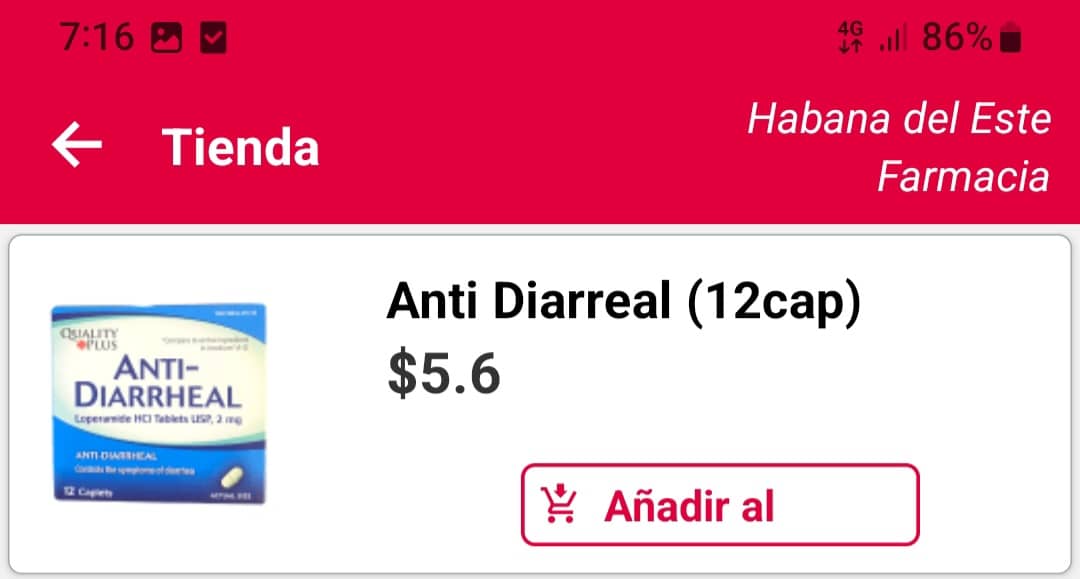 7:16
4G
86%
Tienda
Habana del Este
Farmacia
QUALITY
PLUS
ANTI-
DIARRHEAL
Loperamide HCl Tablets USP, 2 mg
ANTI-DIARRHEAL
Controls the symptoms of diarrhea
12 Caplets
ACTUAL SIZE
Anti Diarreal (12cap)
$5.6
Añadir al